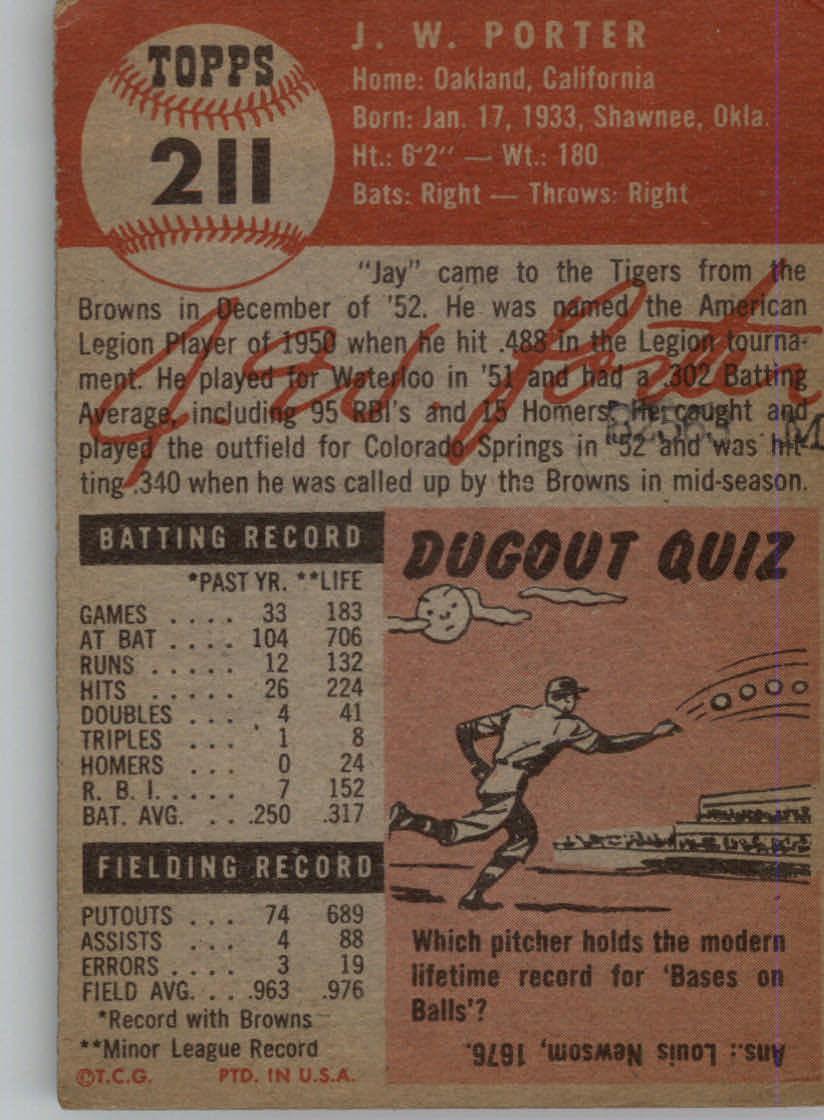 TOPPS
211
J. W. PORTER
Home: Oakland, California
Born: Jan. 17, 1933, Shawnee, Okla.
Ht.: 6'2" — Wt.: 180
Bats: Right — Throws: Right
"Jay" came to the Tigers from the
Browns in December of '52. He was named the American
Legion Player of 1950 when he hit .488 in the Legion tourna-
ment. He played for Waterloo in '51 and had a .302 Batting
Average, including 95 RBI's and 15 Homers. He caught and
played the outfield for Colorado Springs in '52 and was hit-
ting .340 when he was called up by the Browns in mid-season.
J. W. Porter
M
BATTING RECORD
*PAST YR. **LIFE
GAMES .... 33 183
AT BAT .... 104 706
RUNS ..... 12 132
HITS ..... 26 224
DOUBLES ... 4 41
TRIPLES ... 1 8
HOMERS ... 0 24
R. B. I. .... 7 152
BAT. AVG. ... .250 .317
FIELDING RECORD
PUTOUTS ... 74 689
ASSISTS ... 4 88
ERRORS .... 3 19
FIELD AVG. ... .963 .976
*Record with Browns
**Minor League Record
©T.C.G. PTD. IN U.S.A.
DUGOUT QUIZ
Which pitcher holds the modern
lifetime record for 'Bases on
Balls'?
Ans.: Louis Newsom, 1676.